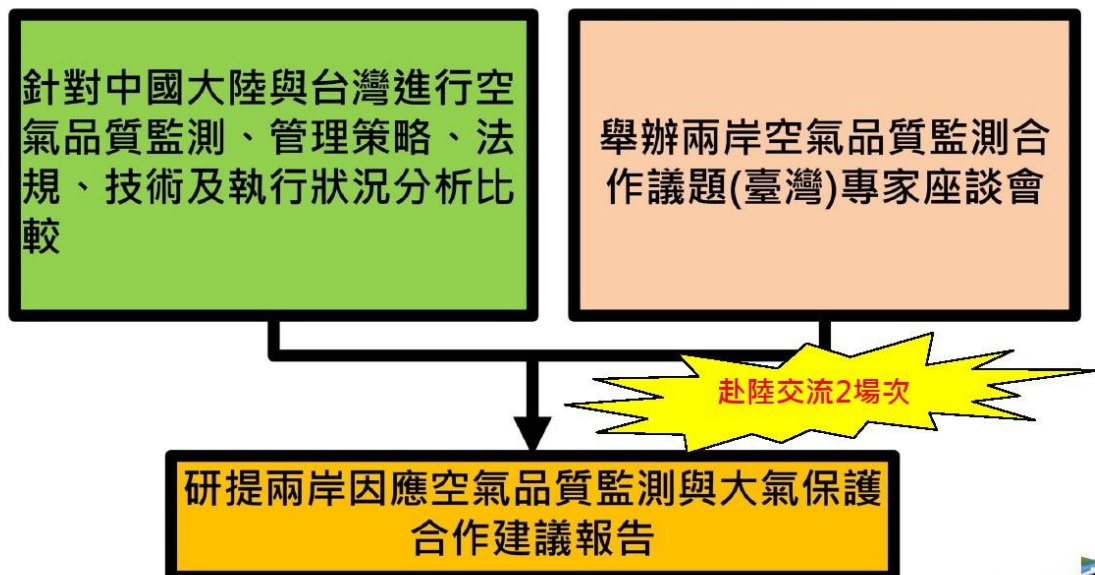 針對中國大陸與台灣進行空
氣品質監測、管理策略、法
規、技術及執行狀況分析比
較
舉辦兩岸空氣品質監測合
作議題(臺灣)專家座談會
赴陸交流2場次
研提兩岸因應空氣品質監測與大氣保護
合作建議報告